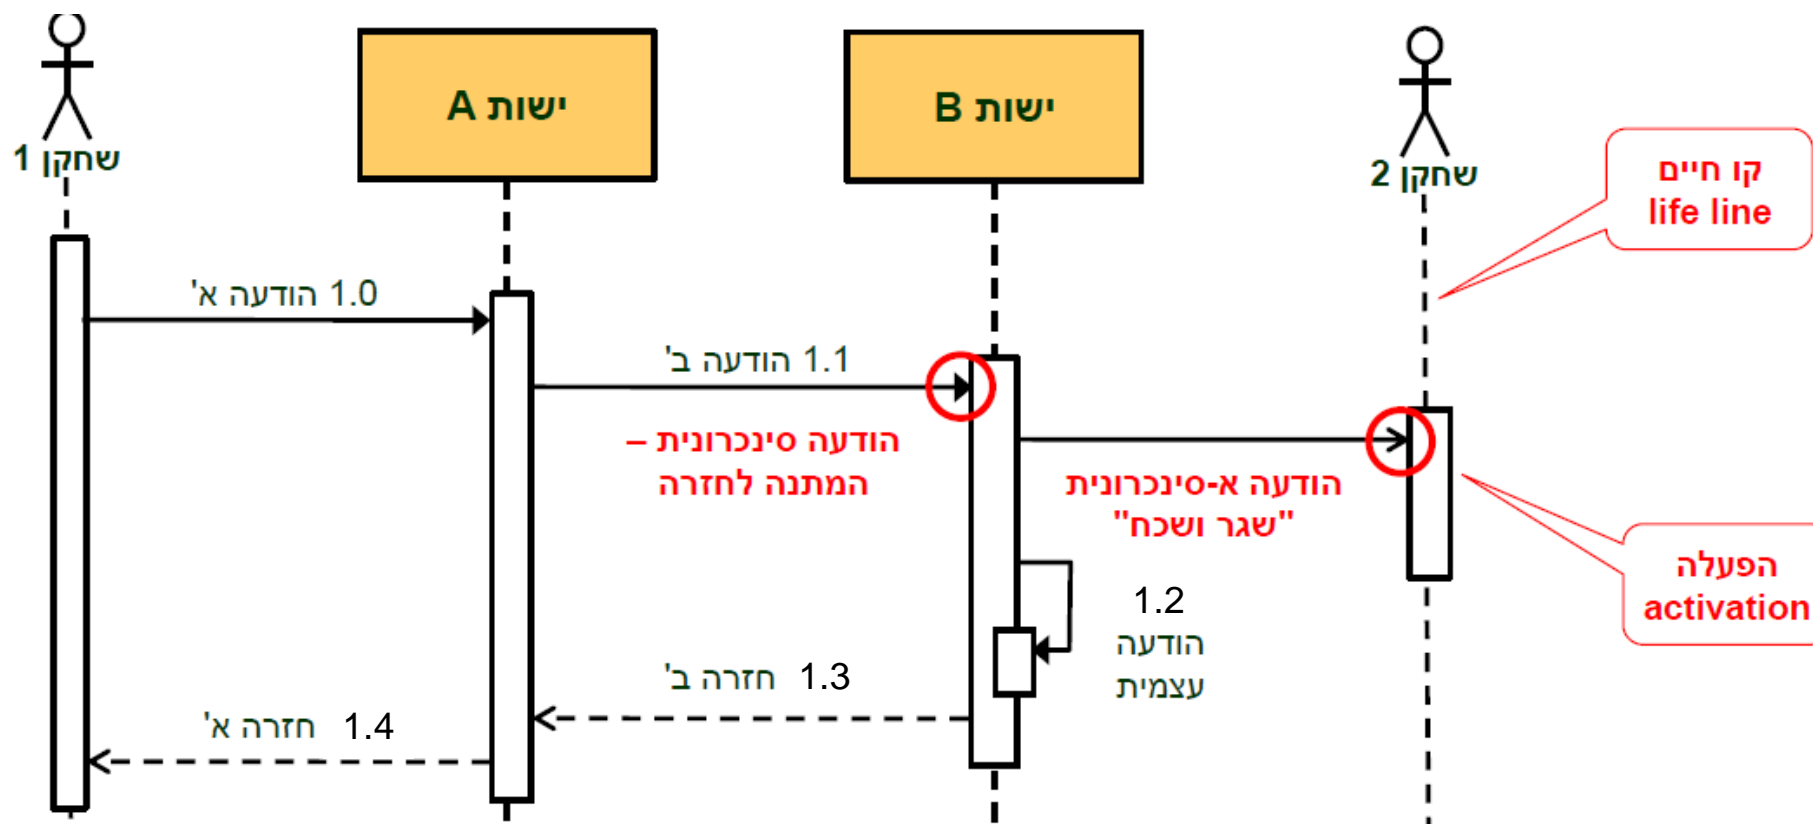 שחקן 1
ישות A
ישות B
שחקן 2
קו חיים
life line
1.0 הודעה א'
1.1 הודעה ב'
הודעה סינכרונית –
המתנה לחזרה
הודעה א-סינכרונית
"שגר ושכח"
הפעלה
activation
1.2
הודעה
עצמית
1.3 חזרה ב'
1.4 חזרה א'